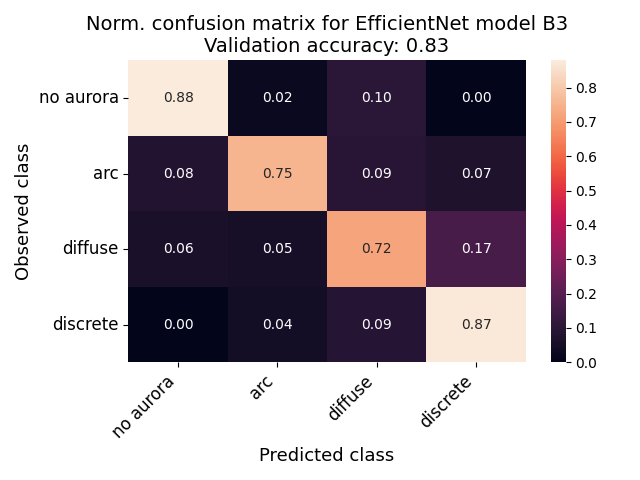 Norm. confusion matrix for EfficientNet model B3
Validation accuracy: 0.83
no aurora 0.88 0.02 0.10 0.00
arc 0.08 0.75 0.09 0.07
diffuse 0.06 0.05 0.72 0.17
discrete 0.00 0.04 0.09 0.87
Observed class
no aurora arc diffuse discrete
Predicted class
0.8
0.7
0.6
0.5
0.4
0.3
0.2
0.1
0.0